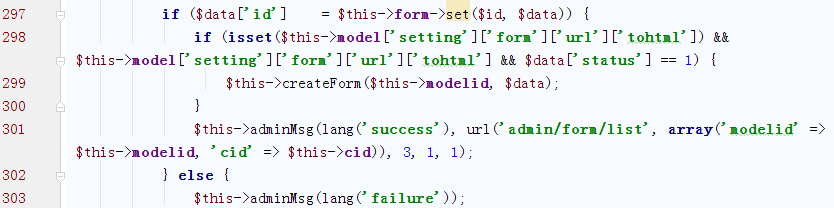 297 if ($data['id'] = $this->form->set($id, $data)) {
298 if (isset($this->model['setting']['form']['url']['tohtml']) &&
$this->model['setting']['form']['url']['tohtml'] && $data['status'] == 1) {
299 $this->createForm($this->modelid, $data);
300 }
301 $this->adminMsg(lang('success'), url('admin/form/list', array('modelid' =>
$this->modelid, 'cid' => $this->cid)), 3, 1, 1);
302 } else {
303 $this->adminMsg(lang('failure'));